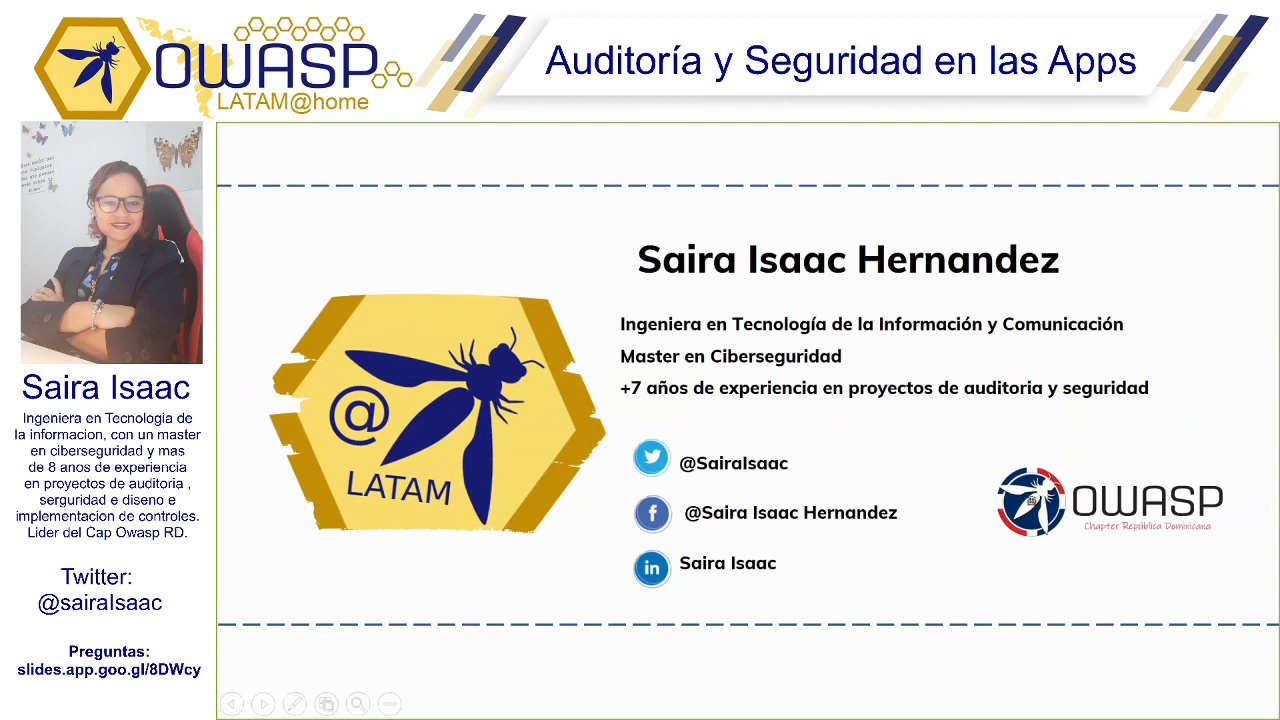 OWASP
LATAM@home
Auditoría y Seguridad en las Apps
Saira Isaac
Ingeniera en Tecnologia de
la informacion, con un master
en ciberseguridad y mas
de 8 anos de experiencia
en proyectos de auditoria ,
serguridad e diseno e
implementacion de controles.
Lider del Cap Owasp RD.
Twitter:
@sairaIsaac
Preguntas:
slides.app.goo.gl/8DWcy
@
LATAM
Saira Isaac Hernandez
Ingeniera en Tecnología de la Información y Comunicación
Master en Ciberseguridad
+7 años de experiencia en proyectos de auditoria y seguridad
@SairaIsaac
@Saira Isaac Hernandez
Saira Isaac
OWASP
Chapter República Dominicana